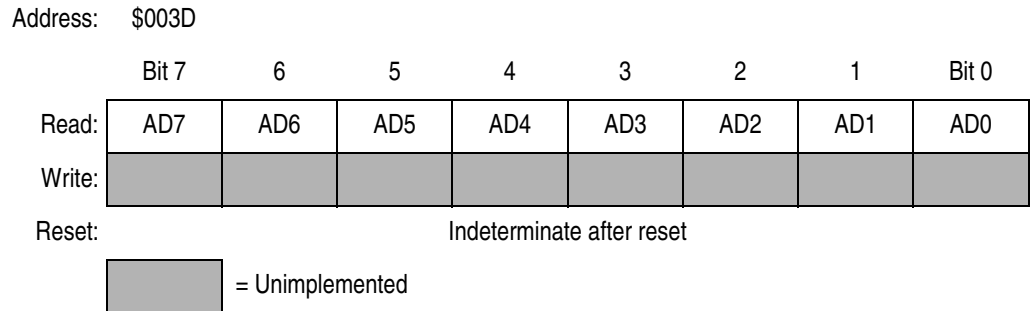 Address: $003D
Bit 7 6 5 4 3 2 1 Bit 0
Read: AD7 AD6 AD5 AD4 AD3 AD2 AD1 AD0
Write:
Reset: Indeterminate after reset
= Unimplemented